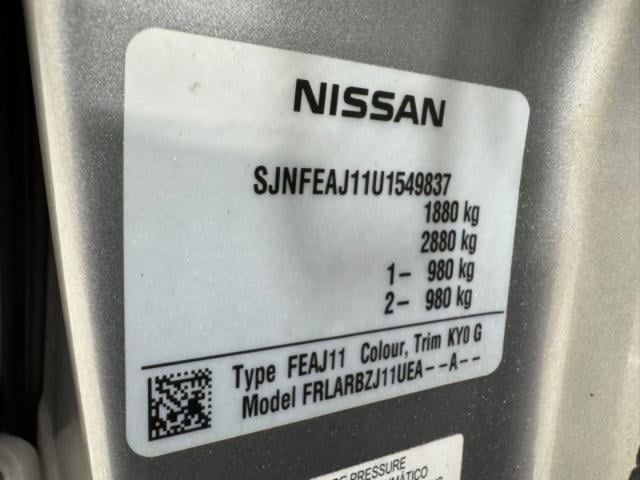 NISSAN
SJNFEAJ11U1549837
1880 kg
2880 kg
1- 980 kg
2- 980 kg
Type FEAJ11 Colour, Trim KY0 G
Model FRLARBZJ11UEA--A--
PRESSURE